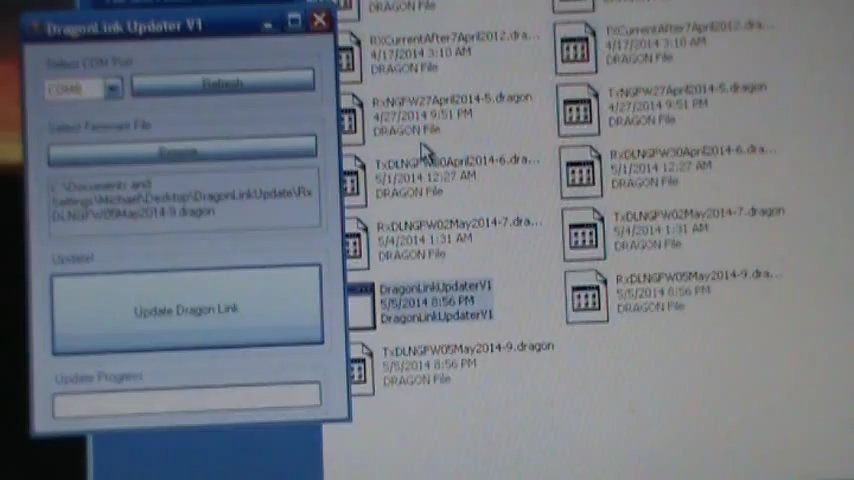 DragonLink Updater V1
Select COM Port
COM8
Refresh
Select Firmware File
Browse
C:\Documents and
Settings\Michael\Desktop\DragonLinkUpdate\Rx
DLNGFW05May2014-9.dragon
Update!
Update Dragon Link
Update Progress
DRAGON File
RXCurrentAfter7April2012.dra...
4/17/2014 3:10 AM
DRAGON File
TXCurrentAfter7April2012.dra...
4/17/2014 3:10 AM
DRAGON File
RxNGFW27April2014-5.dragon
4/27/2014 9:51 PM
DRAGON File
TxNGFW27April2014-5.dragon
4/27/2014 9:51 PM
DRAGON File
TxDLNGFW30April2014-6.dra...
5/1/2014 12:27 AM
DRAGON File
RxDLNGFW30April2014-6.dra...
5/1/2014 12:27 AM
DRAGON File
RxDLNGFW02May2014-7.dra...
5/4/2014 1:31 AM
DRAGON File
TxDLNGFW02May2014-7.dragon
5/4/2014 1:31 AM
DRAGON File
DragonLinkUpdaterV1
5/5/2014 8:56 PM
DragonLinkUpdaterV1
RxDLNGFW05May2014-9.dra...
5/5/2014 8:56 PM
DRAGON File
TxDLNGFW05May2014-9.dragon
5/5/2014 8:56 PM
DRAGON File